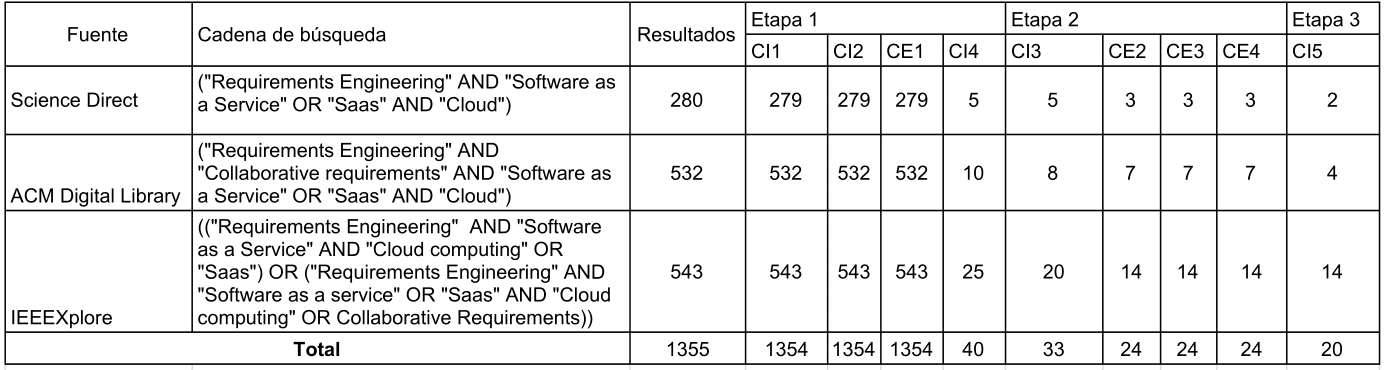 Fuente Cadena de búsqueda Resultados Etapa 1 Etapa 2 Etapa 3
CI1 CI2 CE1 CI4 CI3 CE2 CE3 CE4 CI5
Science Direct
("Requirements Engineering" AND "Software as
a Service" OR "Saas" AND "Cloud")
280 279 279 279 5 5 3 3 3 2
ACM Digital Library
("Requirements Engineering" AND
"Collaborative requirements" AND "Software as
a Service" OR "Saas" AND "Cloud")
532 532 532 532 10 8 7 7 7 4
IEEEXplore
(("Requirements Engineering"  AND "Software
as a Service" AND "Cloud computing" OR
"Saas") OR ("Requirements Engineering" AND
"Software as a service" OR "Saas" AND "Cloud
computing" OR Collaborative Requirements))
543 543 543 543 25 20 14 14 14 14
Total 1355 1354 1354 1354 40 33 24 24 24 20